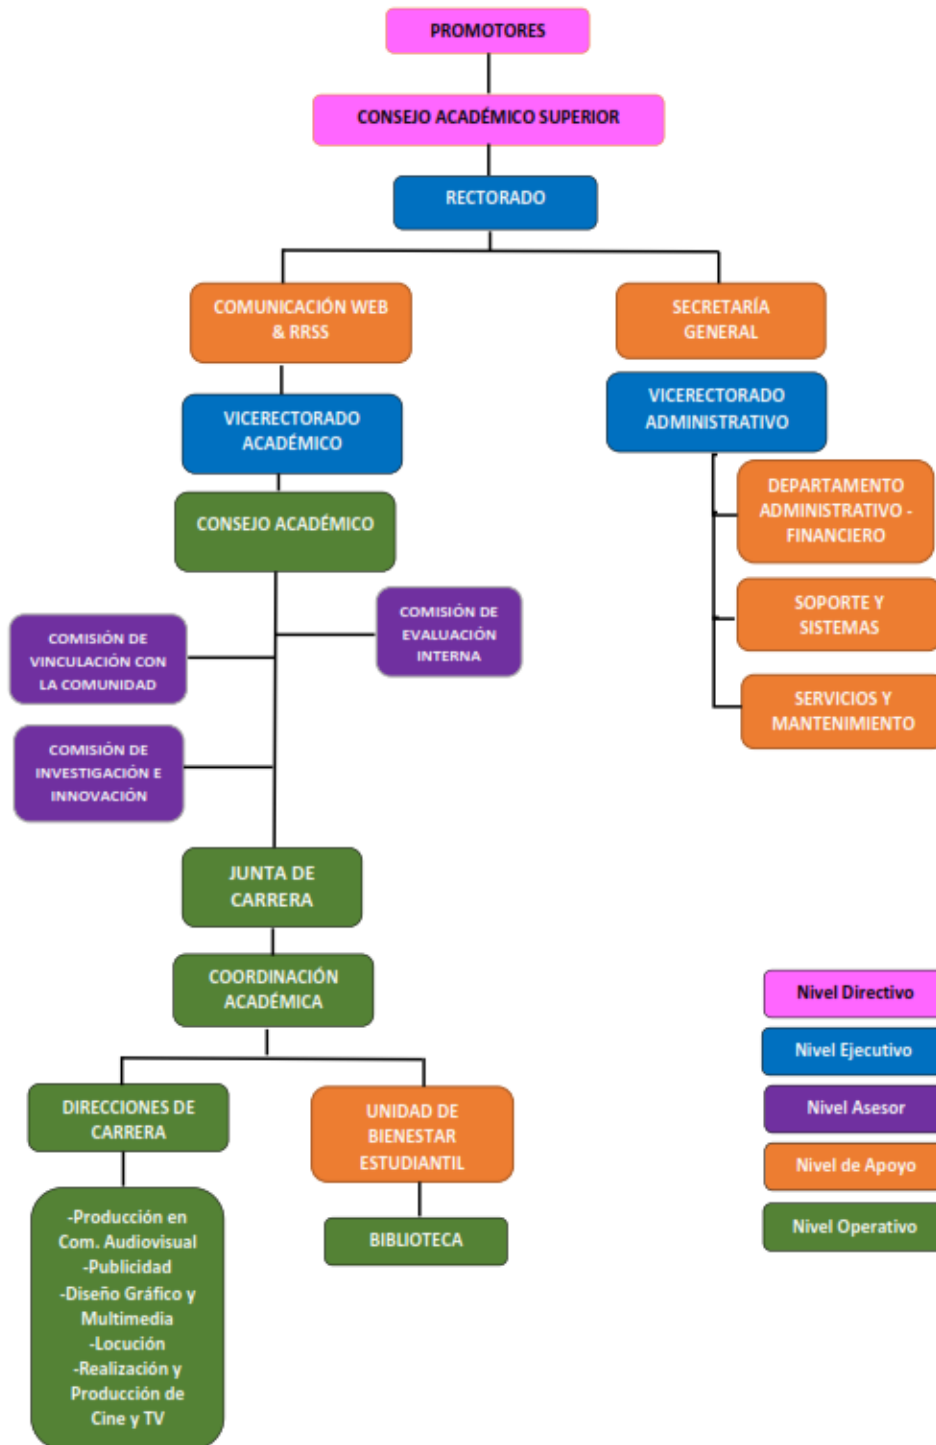 PROMOTORES
CONSEJO ACADÉMICO SUPERIOR
RECTORADO
COMUNICACIÓN WEB
& RRSS
SECRETARÍA
GENERAL
VICERECTORADO
ACADÉMICO
VICERECTORADO
ADMINISTRATIVO
CONSEJO ACADÉMICO
DEPARTAMENTO
ADMINISTRATIVO -
FINANCIERO
COMISIÓN DE
EVALUACIÓN
INTERNA
SOPORTE Y
SISTEMAS
COMISIÓN DE
VINCULACIÓN CON
LA COMUNIDAD
SERVICIOS Y
MANTENIMIENTO
COMISIÓN DE
INVESTIGACIÓN E
INNOVACIÓN
JUNTA DE
CARRERA
COORDINACIÓN
ACADÉMICA
DIRECCIONES DE
CARRERA
UNIDAD DE
BIENESTAR
ESTUDIANTIL
-Producción en
Com. Audiovisual
-Publicidad
-Diseño Gráfico y
Multimedia
-Locución
-Realización y
Producción de
Cine y TV
BIBLIOTECA
Nivel Directivo
Nivel Ejecutivo
Nivel Asesor
Nivel de Apoyo
Nivel Operativo